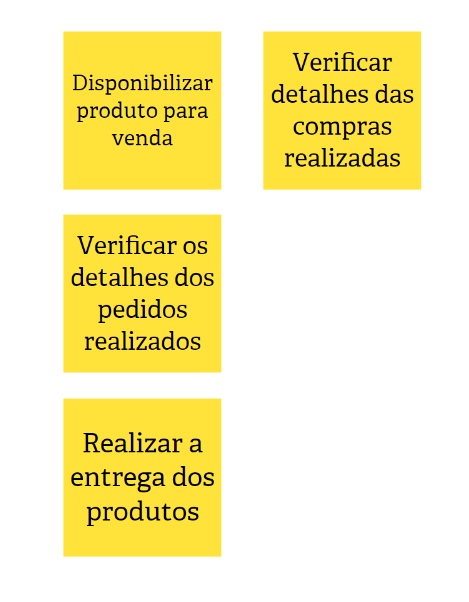 Disponibilizar
produto para
venda
Verificar
detalhes das
compras
realizadas
Verificar os
detalhes dos
pedidos
realizados
Realizar a
entrega dos
produtos